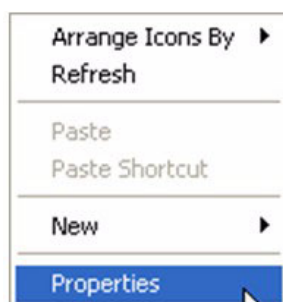 Arrange Icons By
Refresh
Paste
Paste Shortcut
New
Properties